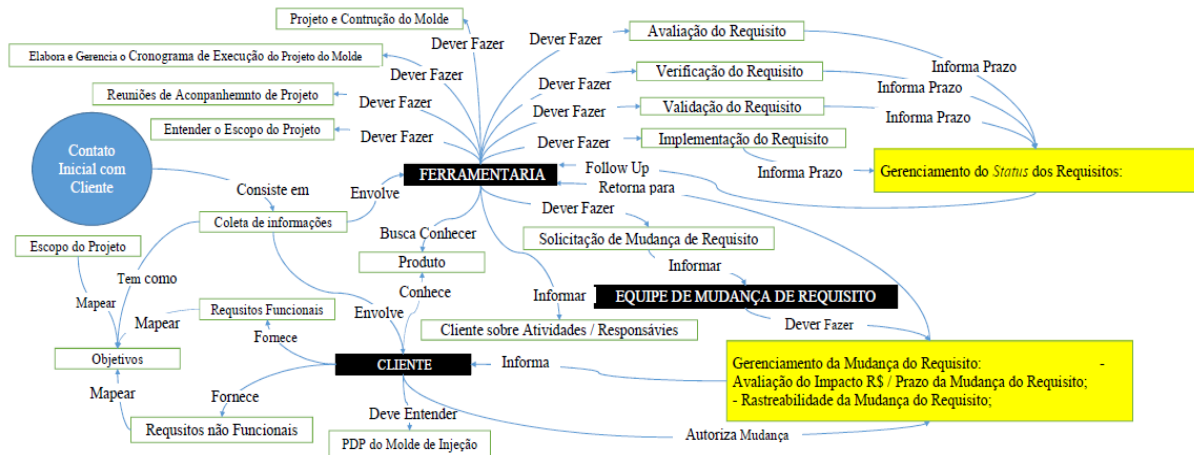 Projeto e Contrução do Molde
Dever Fazer
Dever Fazer
Avaliação do Requisito
Elabora e Gerencia o Cronograma de Execução do Projeto do Molde
Dever Fazer
Dever Fazer
Verificação do Requisito
Informa Prazo
Informa Prazo
Reuniões de Aconpanhemnto de Projeto
Dever Fazer
Dever Fazer
Validação do Requisito
Informa Prazo
Entender o Escopo do Projeto
Dever Fazer
Dever Fazer
Implementação do Requisito
Contato
Inicial com
Cliente
FERRAMENTARIA
Follow Up
Informa Prazo
Gerenciamento do Status dos Requisitos:
Retorna para
Consiste em
Envolve
Dever Fazer
Coleta de informações
Escopo do Projeto
Busca Conhecer
Solicitação de Mudança de Requisito
Produto
Informar
Tem como
Conhece
Informar
EQUIPE DE MUDANÇA DE REQUISITO
Mapear
Mapear
Requsitos Funcionais
Envolve
Cliente sobre Atividades / Responsávies
Dever Fazer
Fornece
Objetivos
CLIENTE
Informa
Gerenciamento da Mudança do Requisito: -
Avaliação do Impacto R$ / Prazo da Mudança do Requisito;
- Rastreabilidade da Mudança do Requisito;
Mapear
Fornece
Deve Entender
Requsitos não Funcionais
Autoriza Mudança
PDP do Molde de Injeção